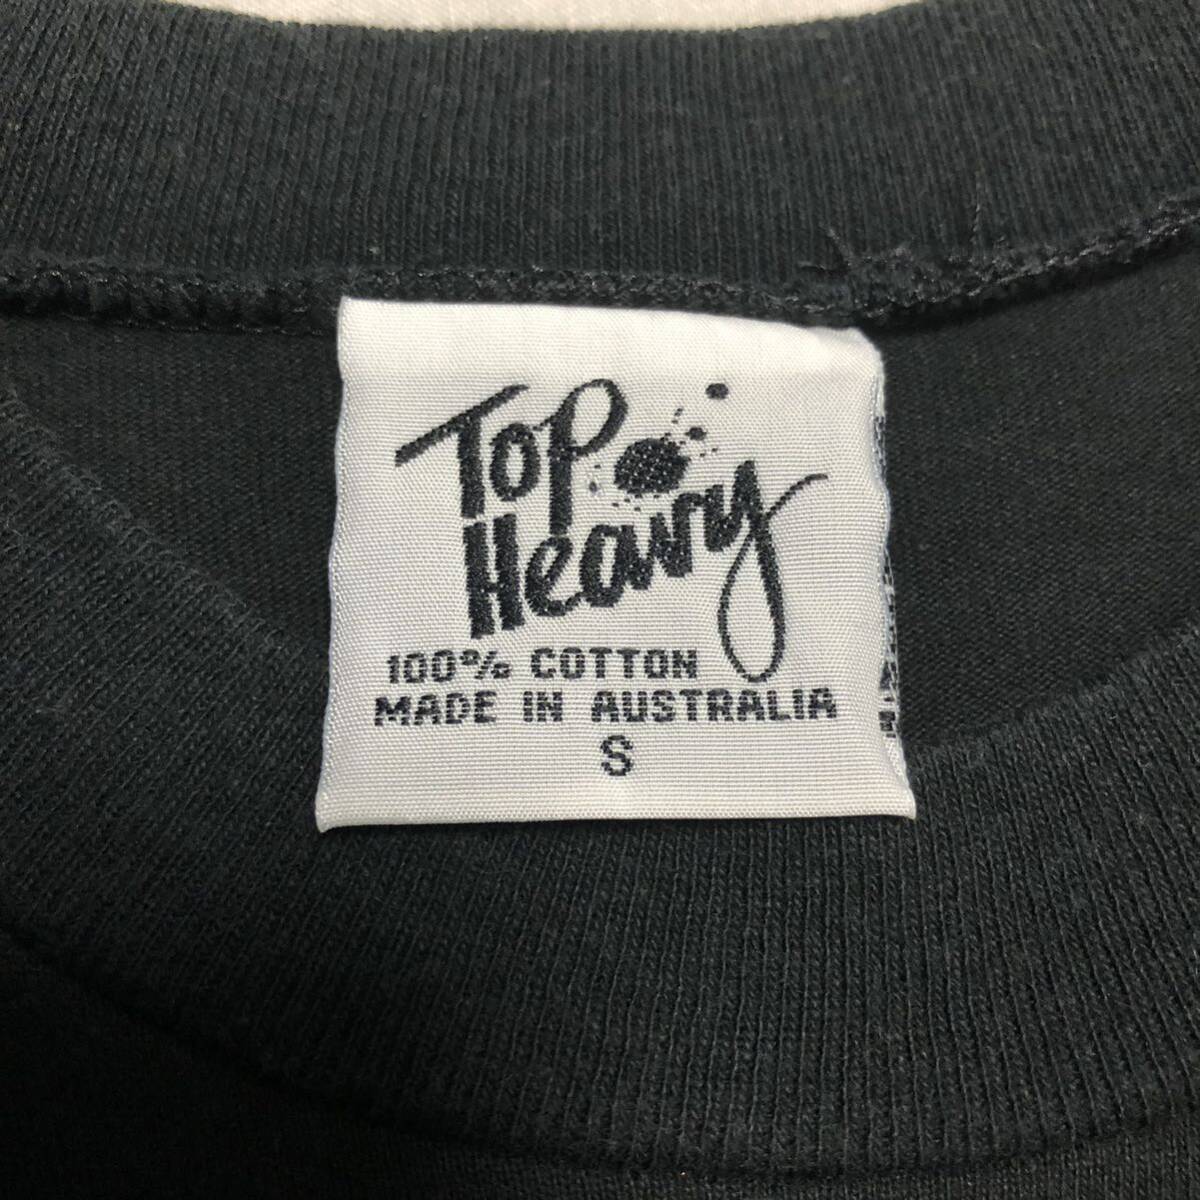 Top
Heavy
100% COTTON
MADE IN AUSTRALIA
S